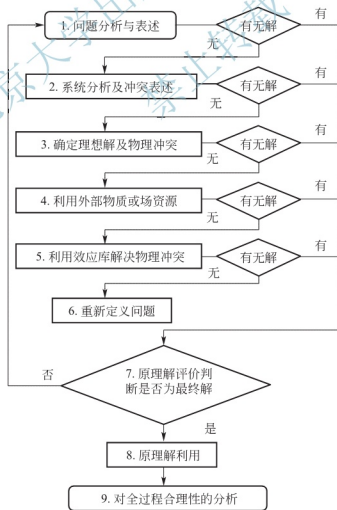 1. 问题分析与表述
有无解
有
无
2. 系统分析及冲突表述
有无解
有
无
3. 确定理想解及物理冲突
有无解
有
无
4. 利用外部物质或场资源
有无解
有
无
5. 利用效应库解决物理冲突
有无解
有
无
6. 重新定义问题
否
7. 原理解评价判
断是否为最终解
是
8. 原理解利用
9. 对全过程合理性的分析
禁止转载